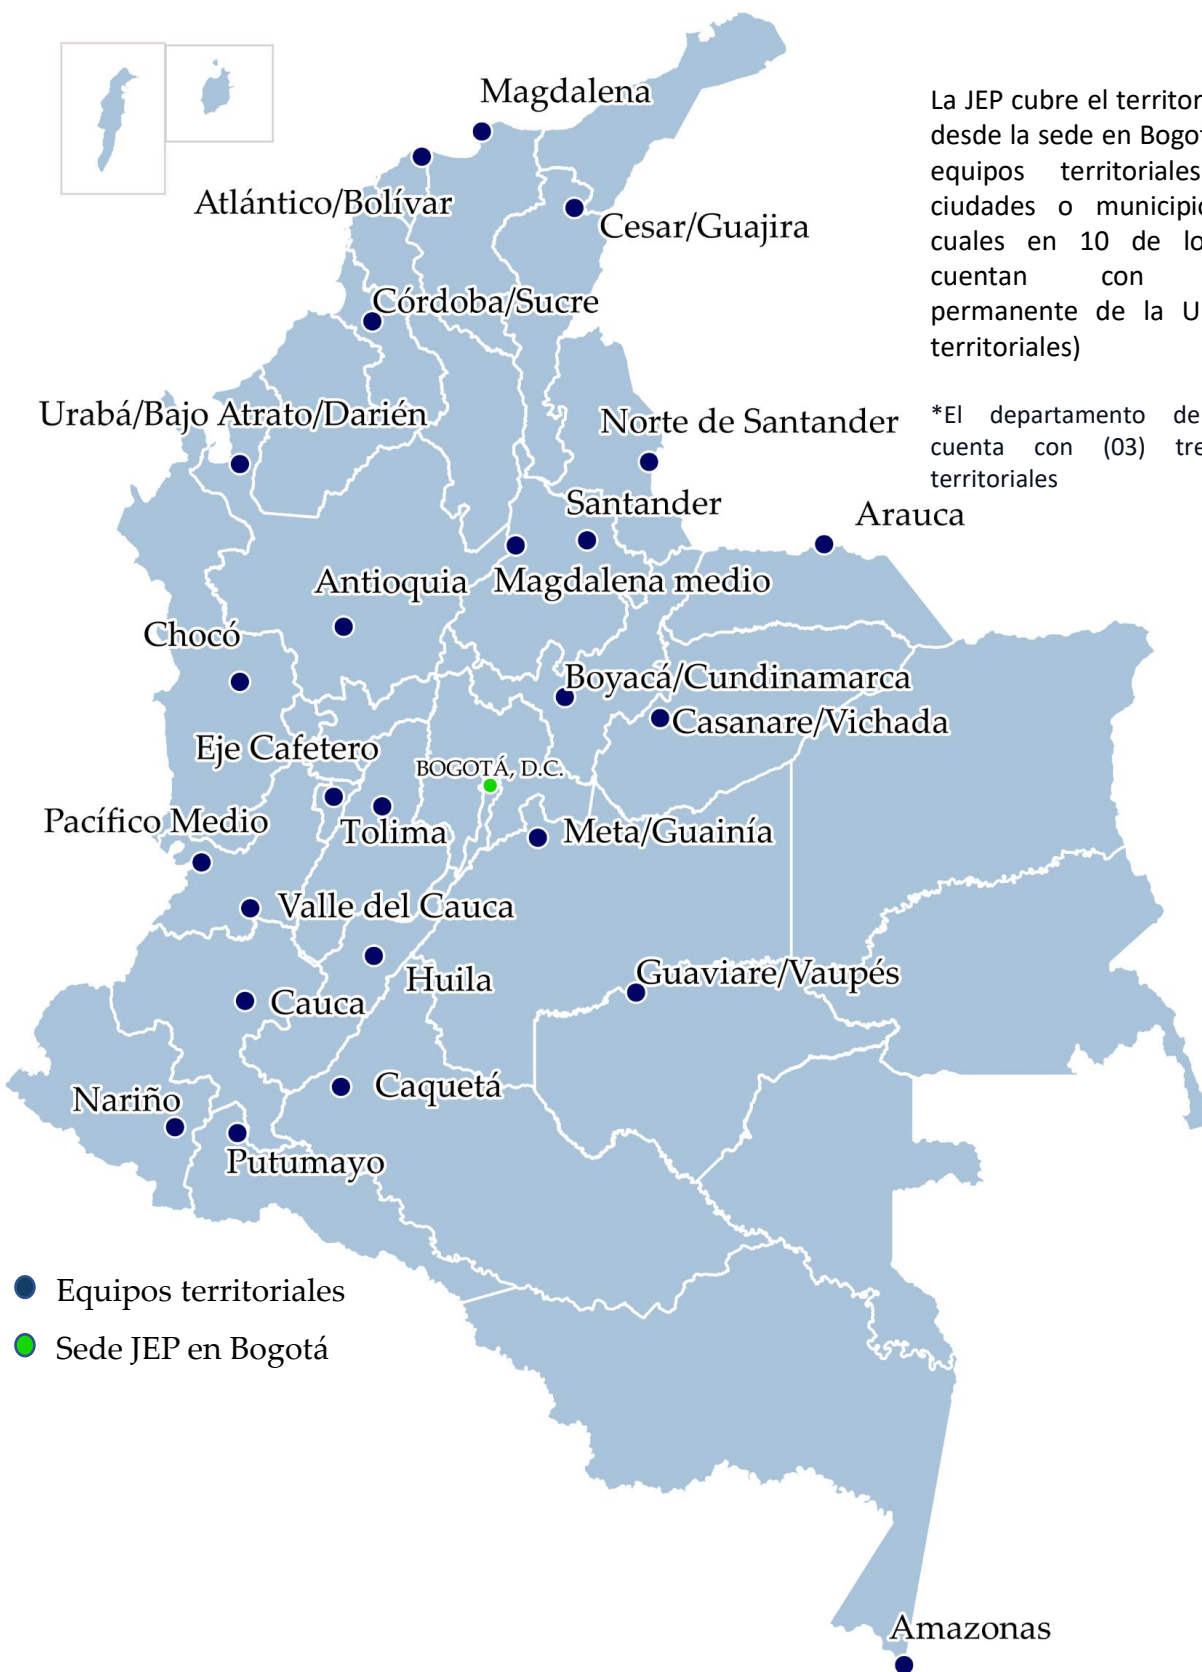 Magdalena
Atlántico/Bolívar
Cesar/Guajira
Córdoba/Sucre
Urabá/Bajo Atrato/Darién
Norte de Santander
Santander
Arauca
Antioquia
Magdalena medio
Chocó
Boyacá/Cundinamarca
Casanare/Vichada
Eje Cafetero
BOGOTÁ, D.C.
Pacífico Medio
Tolima
Meta/Guainía
Valle del Cauca
Huila
Guaviare/Vaupés
Cauca
Caquetá
Nariño
Putumayo
Amazonas
Equipos territoriales
Sede JEP en Bogotá
La JEP cubre el territor
desde la sede en Bogot
equipos territoriales
ciudades o municipio
cuales en 10 de lo
cuentan con
permanente de la U
territoriales)
*El departamento de
cuenta con (03) tre
territoriales